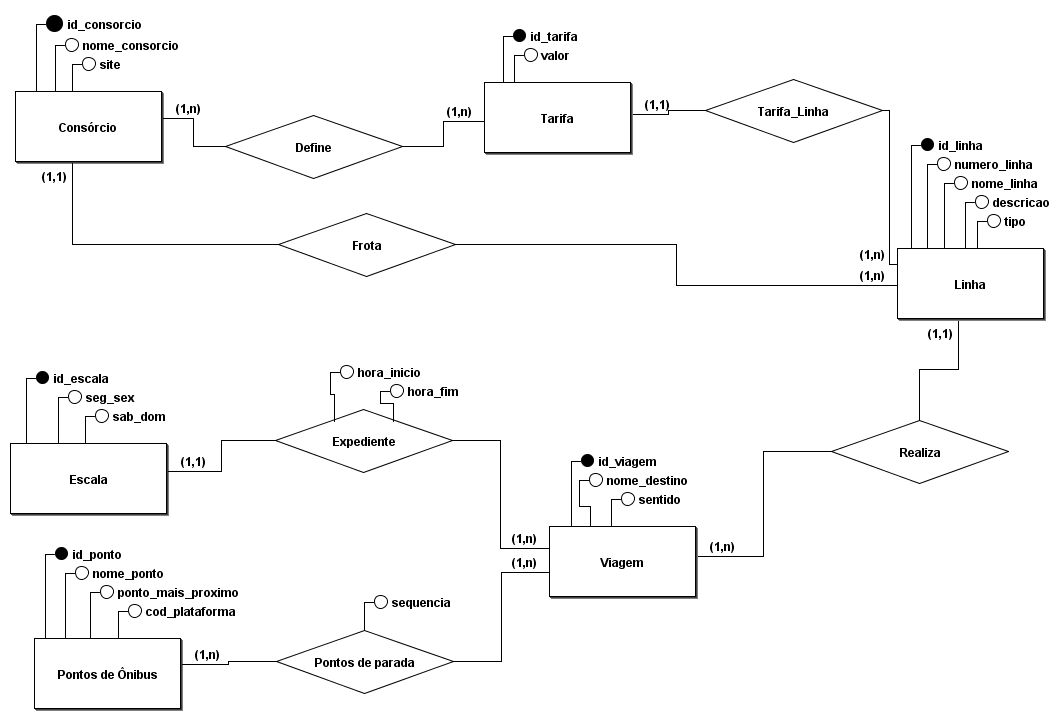 id_consorcio
nome_consorcio
site
Consórcio
(1,n)
(1,1)
Define
(1,n)
id_tarifa
valor
Tarifa
(1,1)
Tarifa_Linha
(1,n)
Frota
(1,n)
id_linha
numero_linha
nome_linha
descricao
tipo
Linha
(1,1)
Realiza
(1,n)
id_escala
seg_sex
sab_dom
Escala
(1,1)
hora_inicio
hora_fim
Expediente
(1,n)
id_viagem
nome_destino
sentido
Viagem
(1,n)
id_ponto
nome_ponto
ponto_mais_proximo
cod_plataforma
Pontos de Ônibus
(1,n)
sequencia
Pontos de parada